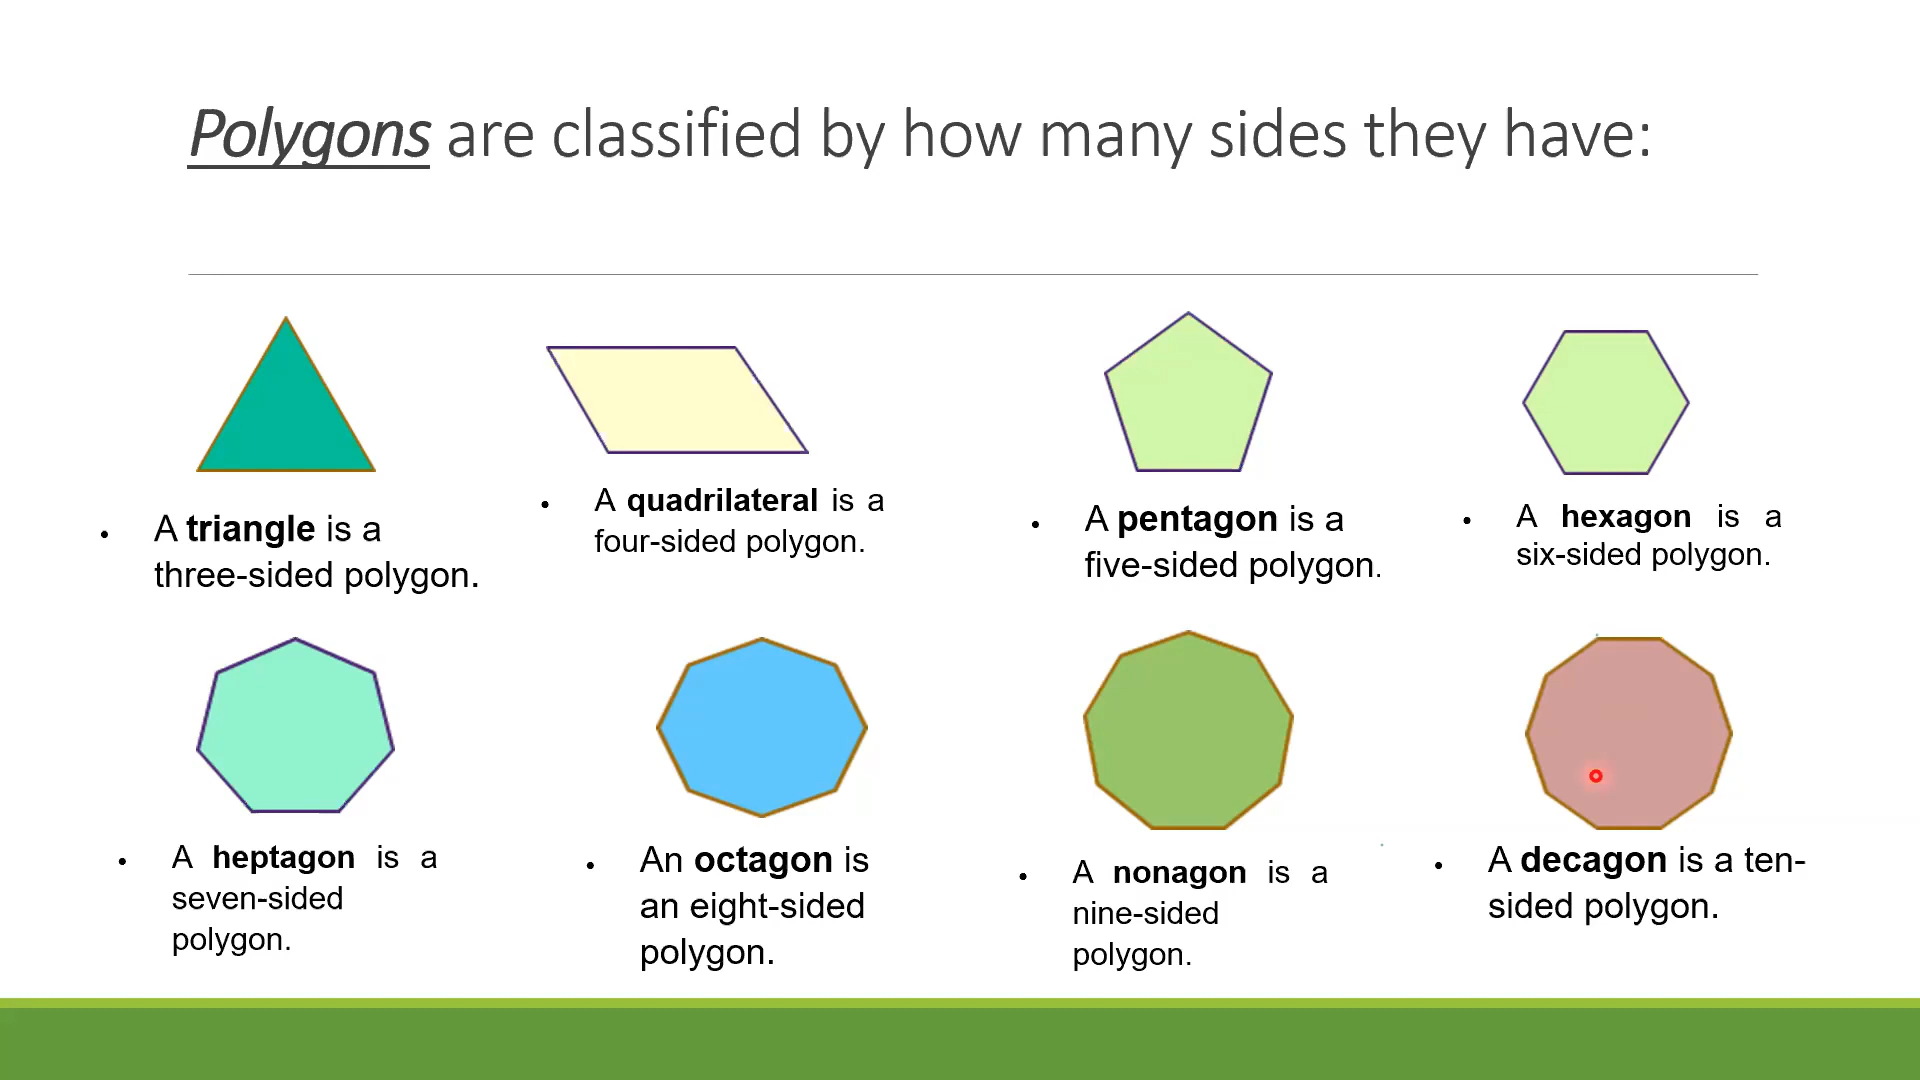 Polygons are classified by how many sides they have:
• A triangle is a
three-sided polygon.
• A quadrilateral is a
four-sided polygon.
• A pentagon is a
five-sided polygon.
• A hexagon is a
six-sided polygon.
• A heptagon is a
seven-sided
polygon.
• An octagon is
an eight-sided
polygon.
• A nonagon is a
nine-sided
polygon.
• A decagon is a ten-
sided polygon.